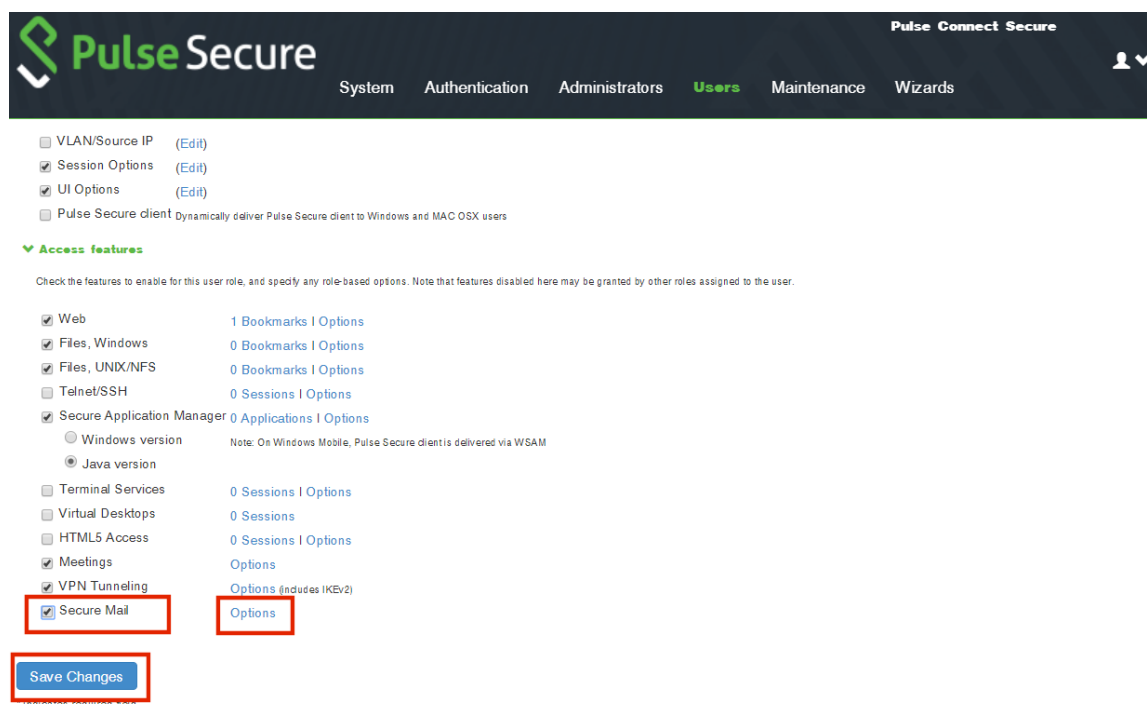 Pulse Connect Secure
Pulse Secure
System Authentication Administrators Users Maintenance Wizards
VLAN/Source IP (Edit)
Session Options (Edit)
UI Options (Edit)
Pulse Secure client Dynamically deliver Pulse Secure client to Windows and MAC OSX users
Access features
Check the features to enable for this user role, and specify any role-based options. Note that features disabled here may be granted by other roles assigned to the user.
Web 1 Bookmarks | Options
Files, Windows 0 Bookmarks | Options
Files, UNIX/NFS 0 Bookmarks | Options
Telnet/SSH 0 Sessions | Options
Secure Application Manager 0 Applications | Options
Windows version Note: On Windows Mobile, Pulse Secure client is delivered via WSAM
Java version
Terminal Services 0 Sessions | Options
Virtual Desktops 0 Sessions
HTML5 Access 0 Sessions | Options
Meetings Options
VPN Tunneling Options (includes IKEv2)
Secure Mail Options
Save Changes